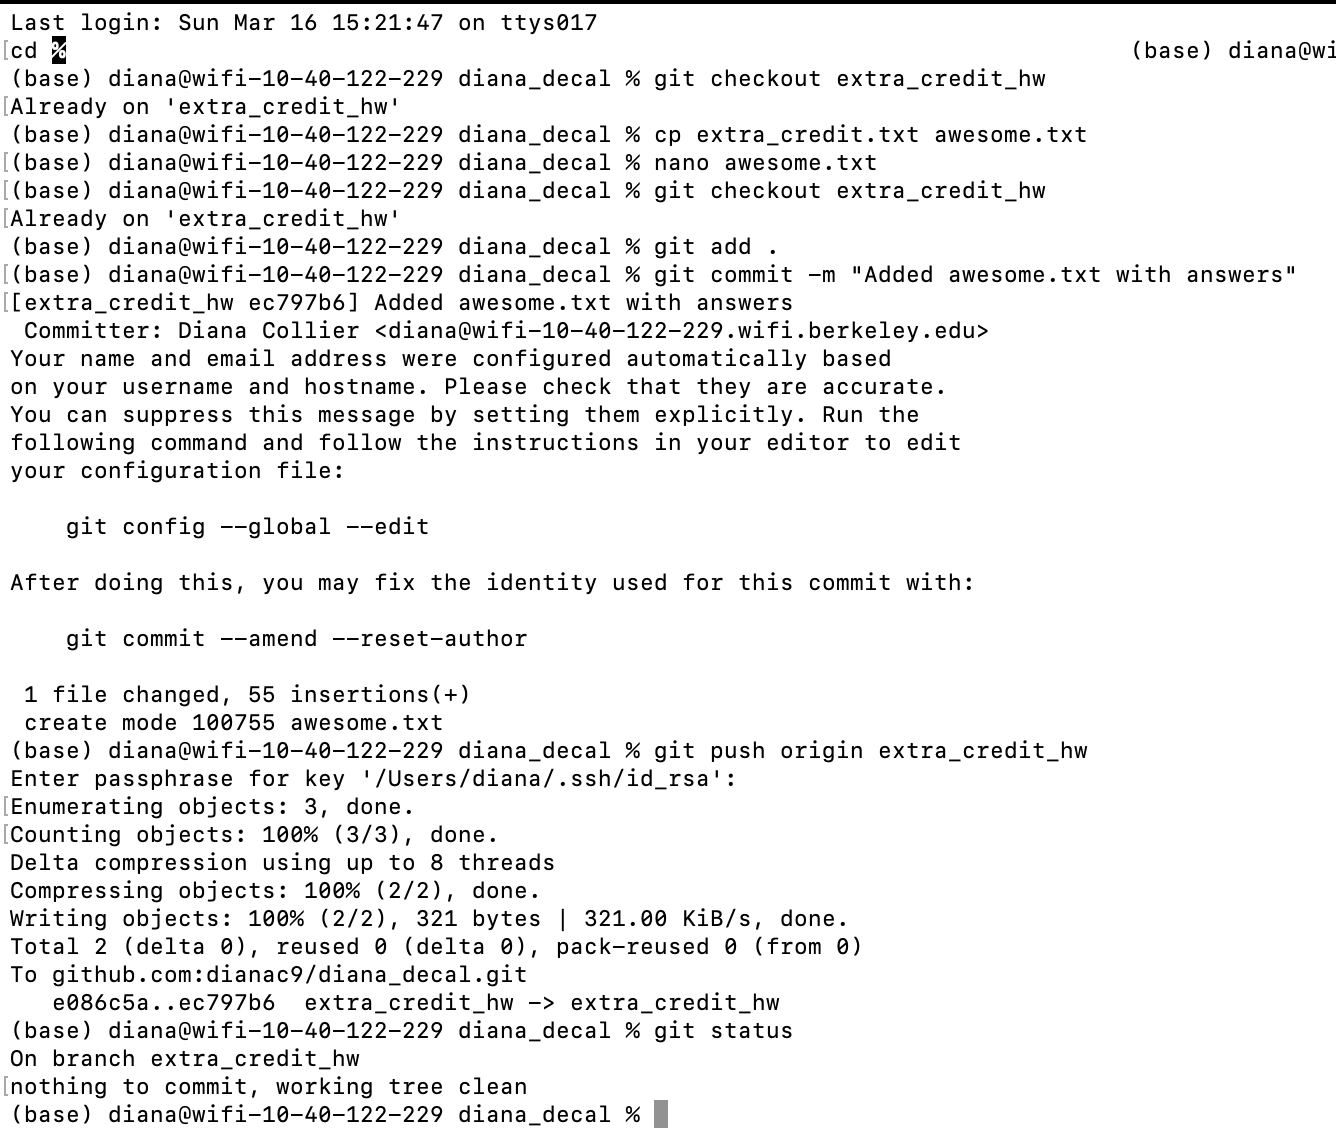 Last login: Sun Mar 16 15:21:47 on ttys017
[cd % (base) diana@wi
(base) diana@wifi-10-40-122-229 diana_decal % git checkout extra_credit_hw
[Already on 'extra_credit_hw'
(base) diana@wifi-10-40-122-229 diana_decal % cp extra_credit.txt awesome.txt
[(base) diana@wifi-10-40-122-229 diana_decal % nano awesome.txt
[(base) diana@wifi-10-40-122-229 diana_decal % git checkout extra_credit_hw
[Already on 'extra_credit_hw'
(base) diana@wifi-10-40-122-229 diana_decal % git add .
[(base) diana@wifi-10-40-122-229 diana_decal % git commit -m "Added awesome.txt with answers"
[[extra_credit_hw ec797b6] Added awesome.txt with answers
 Committer: Diana Collier <diana@wifi-10-40-122-229.wifi.berkeley.edu>
Your name and email address were configured automatically based
on your username and hostname. Please check that they are accurate.
You can suppress this message by setting them explicitly. Run the
following command and follow the instructions in your editor to edit
your configuration file:
    git config --global --edit
After doing this, you may fix the identity used for this commit with:
    git commit --amend --reset-author
 1 file changed, 55 insertions(+)
 create mode 100755 awesome.txt
(base) diana@wifi-10-40-122-229 diana_decal % git push origin extra_credit_hw
Enter passphrase for key '/Users/diana/.ssh/id_rsa':
[Enumerating objects: 3, done.
[Counting objects: 100% (3/3), done.
Delta compression using up to 8 threads
Compressing objects: 100% (2/2), done.
Writing objects: 100% (2/2), 321 bytes | 321.00 KiB/s, done.
Total 2 (delta 0), reused 0 (delta 0), pack-reused 0 (from 0)
To github.com:dianac9/diana_decal.git
   e086c5a..ec797b6  extra_credit_hw -> extra_credit_hw
(base) diana@wifi-10-40-122-229 diana_decal % git status
On branch extra_credit_hw
[nothing to commit, working tree clean
(base) diana@wifi-10-40-122-229 diana_decal %